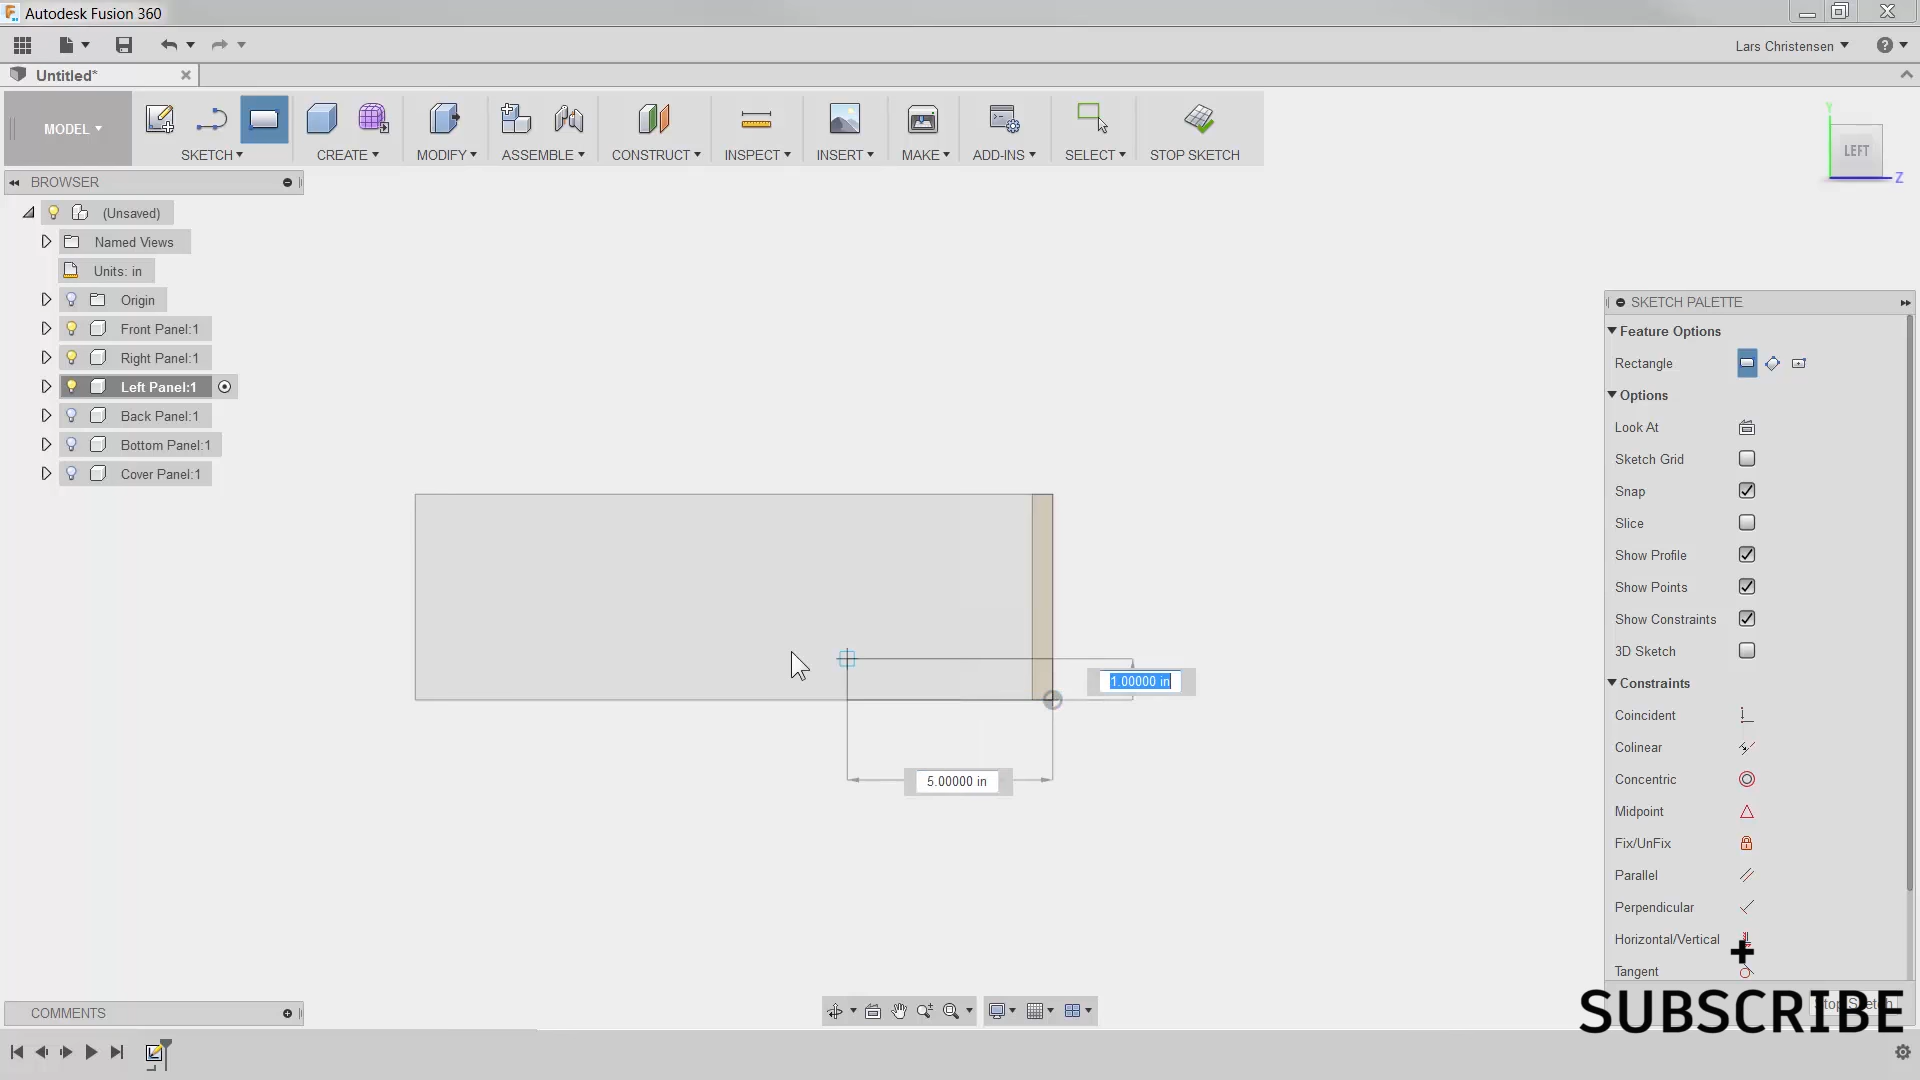 Autodesk Fusion 360
Lars Christensen
Untitled*
MODEL
SKETCH
CREATE
MODIFY
ASSEMBLE
CONSTRUCT
INSPECT
INSERT
MAKE
ADD-INS
SELECT
STOP SKETCH
Y
LEFT
Z
BROWSER
(Unsaved)
Named Views
Units: in
Origin
Front Panel:1
Right Panel:1
Left Panel:1
Back Panel:1
Bottom Panel:1
Cover Panel:1
SKETCH PALETTE
Feature Options
Rectangle
Options
Look At
Sketch Grid
Snap
Slice
Show Profile
Show Points
Show Constraints
3D Sketch
Constraints
Coincident
Colinear
Concentric
Midpoint
Fix/UnFix
Parallel
Perpendicular
Horizontal/Vertical
Tangent
Stop Sketch
1.00000 in
5.00000 in
COMMENTS
SUBSCRIBE